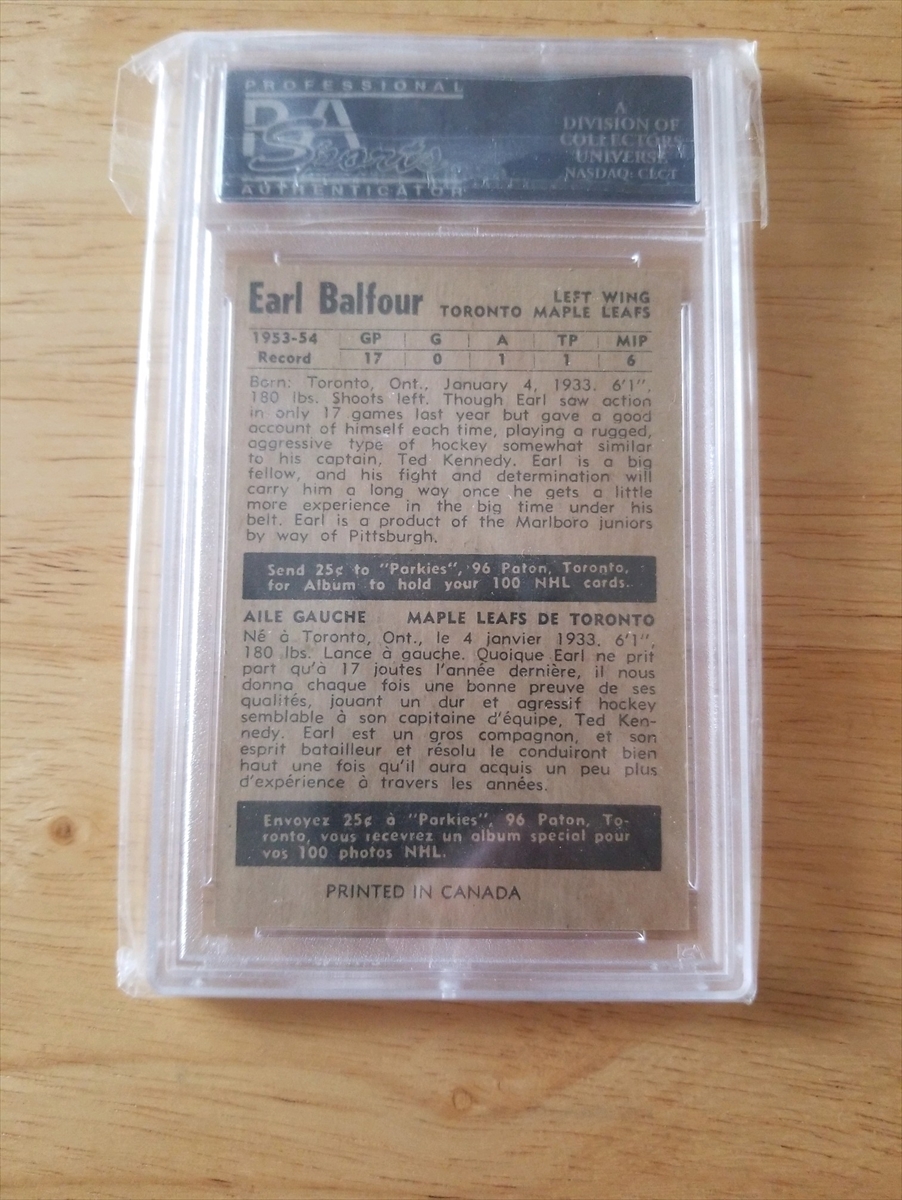 PROFESSIONAL
PSA
Sports
AUTHENTICATOR
A
DIVISION OF
COLLECTORS
UNIVERSE
NASDAQ: CLCT
Earl Balfour
LEFT WING
TORONTO MAPLE LEAFS
1953-54 GP G A TP MIP
Record 17 0 1 1 6
Born: Toronto, Ont., January 4, 1933. 6'1",
180 lbs. Shoots left. Though Earl saw action
in only 17 games last year but gave a good
account of himself each time, playing a rugged,
aggressive type of hockey somewhat similar
to his captain, Ted Kennedy. Earl is a big
fellow, and his fight and determination will
carry him a long way once he gets a little
more experience in the big time under his
belt. Earl is a product of the Marlboro juniors
by way of Pittsburgh.
Send 25¢ to "Parkies", 96 Paton, Toronto,
for Album to hold your 100 NHL cards.
AILE GAUCHE MAPLE LEAFS DE TORONTO
Né à Toronto, Ont., le 4 janvier 1933. 6'1",
180 lbs. Lance à gauche. Quoique Earl ne prit
part qu'à 17 joutes l'année dernière, il nous
donna chaque fois une bonne preuve de ses
qualités, jouant un dur et agressif hockey
semblable à son capitaine d'équipe, Ted Ken-
nedy. Earl est un gros compagnon, et son
esprit batailleur et résolu le conduiront bien
haut une fois qu'il aura acquis un peu plus
d'expérience à travers les années.
Envoyez 25¢ à "Parkies", 96 Paton, To-
ronto, vous recevrez un album special pour
vos 100 photos NHL.
PRINTED IN CANADA